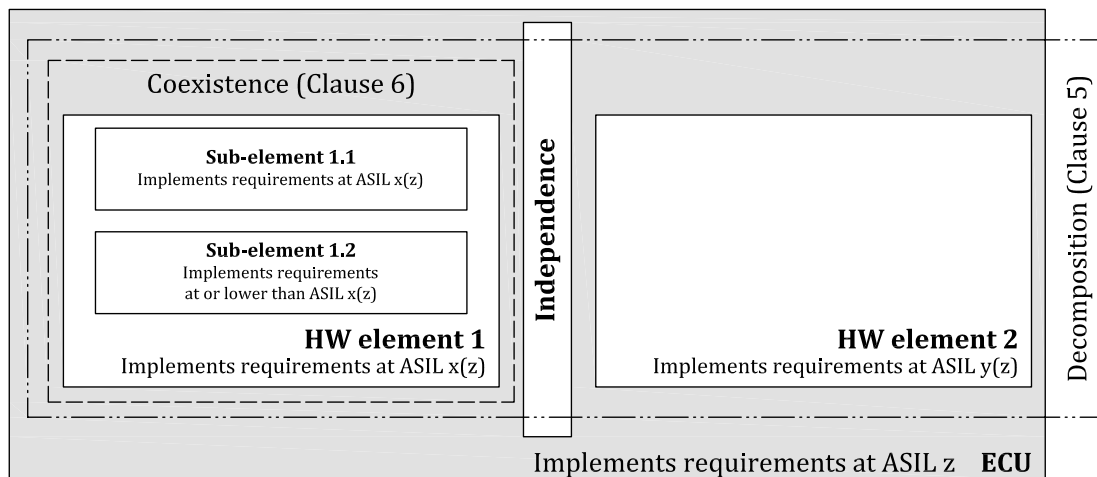 Coexistence (Clause 6)
Sub-element 1.1
Implements requirements at ASIL x(z)
Sub-element 1.2
Implements requirements
at or lower than ASIL x(z)
HW element 1
Implements requirements at ASIL x(z)
Independence
HW element 2
Implements requirements at ASIL y(z)
Decomposition (Clause 5)
Implements requirements at ASIL z ECU